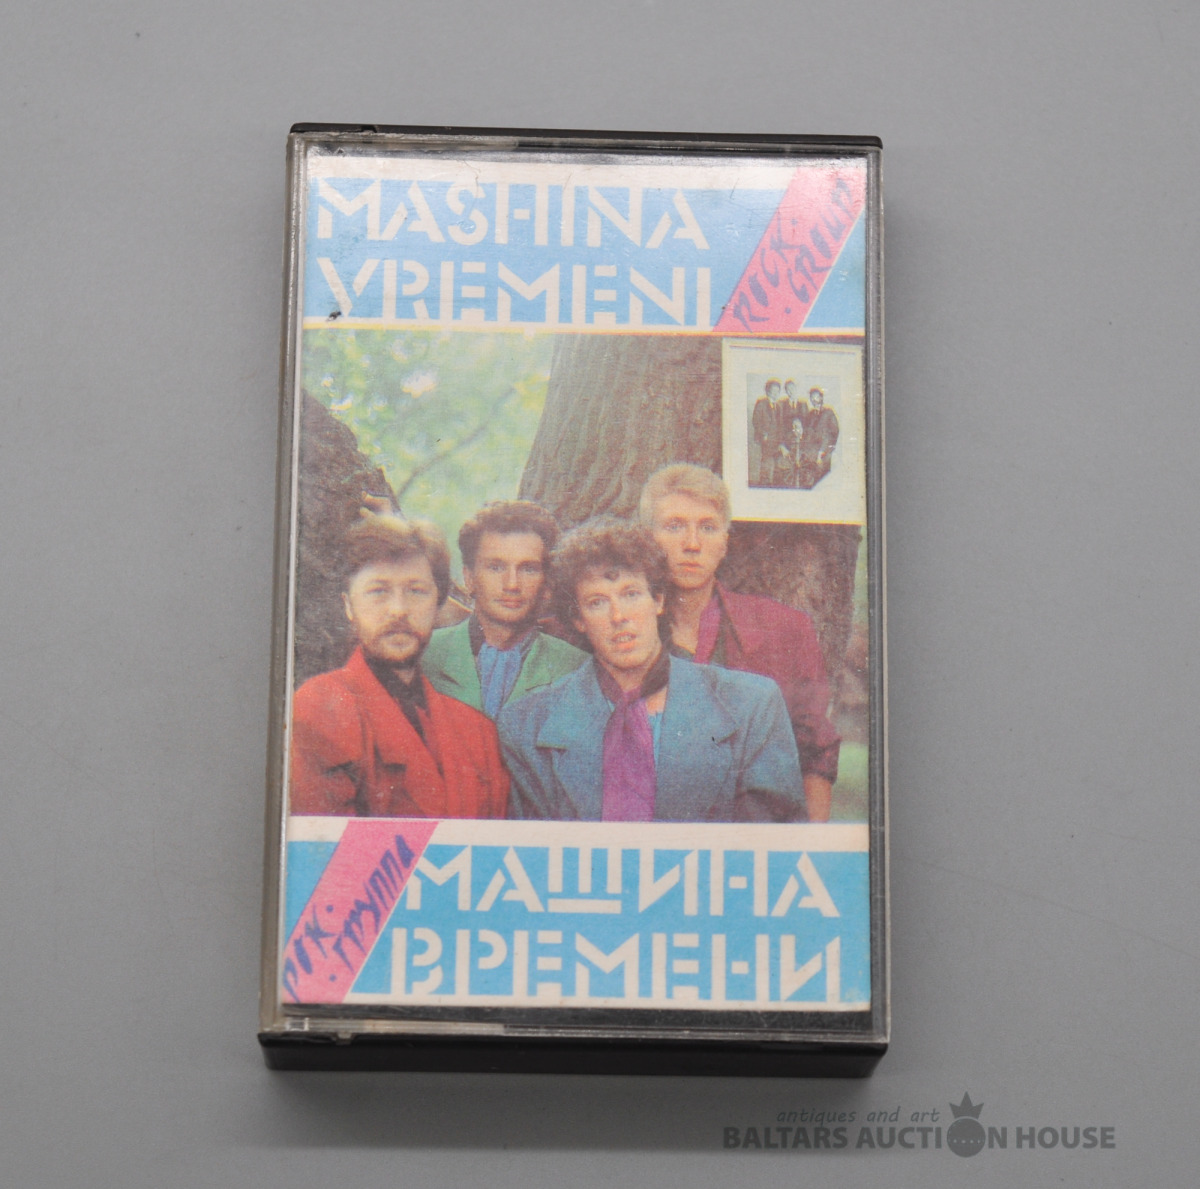 MASHINA
VREMENI
ROCK·
·GROUP
РОК·
·ГРУППА
МАШИНА
ВРЕМЕНИ
antiques and art
BALTARS AUCTION HOUSE